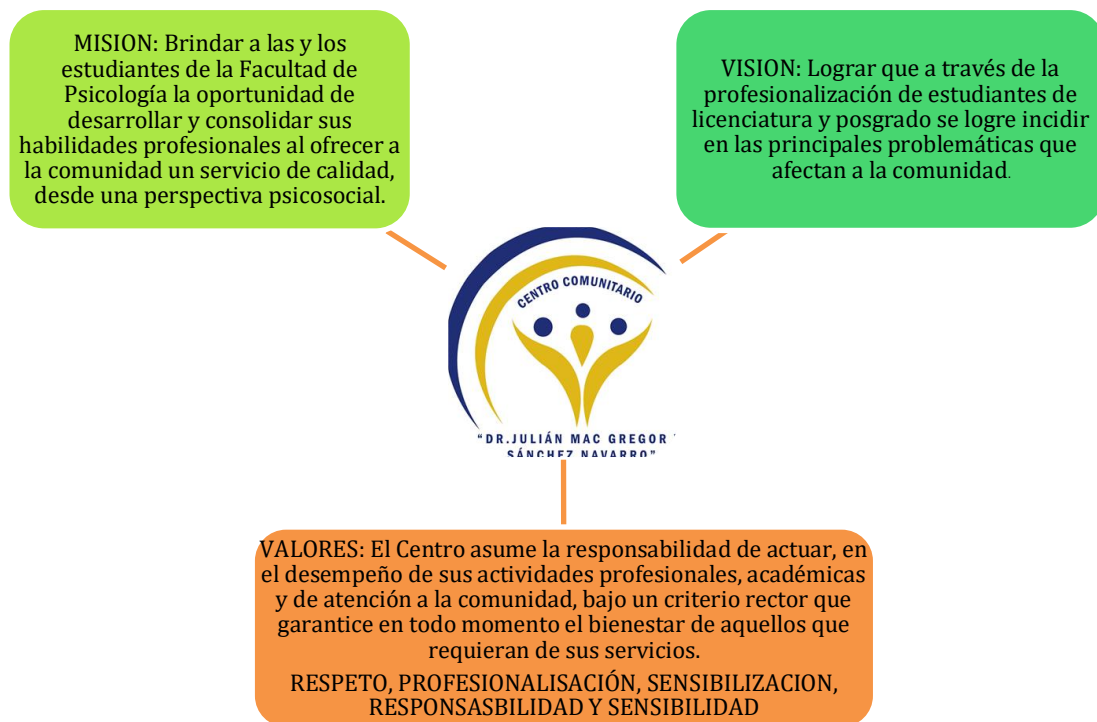 MISION: Brindar a las y los
estudiantes de la Facultad de
Psicología la oportunidad de
desarrollar y consolidar sus
habilidades profesionales al ofrecer a
la comunidad un servicio de calidad,
desde una perspectiva psicosocial.
VISION: Lograr que a través de la
profesionalización de estudiantes de
licenciatura y posgrado se logre incidir
en las principales problemáticas que
afectan a la comunidad.
CENTRO COMUNITARIO
"DR.JULIÁN MAC GREGOR
SÁNCHEZ NAVARRO"
VALORES: El Centro asume la responsabilidad de actuar, en
el desempeño de sus actividades profesionales, académicas
y de atención a la comunidad, bajo un criterio rector que
garantice en todo momento el bienestar de aquellos que
requieran de sus servicios.
RESPETO, PROFESIONALISACIÓN, SENSIBILIZACION,
RESPONSASBILIDAD Y SENSIBILIDAD